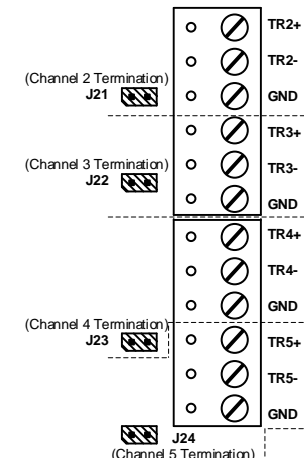 TR2+
TR2-
(Channel 2 Termination)
J21
GND
TR3+
(Channel 3 Termination)
TR3-
J22
GND
TR4+
TR4-
GND
(Channel 4 Termination)
J23
TR5+
TR5-
GND
J24
(Channel 5 Termination)